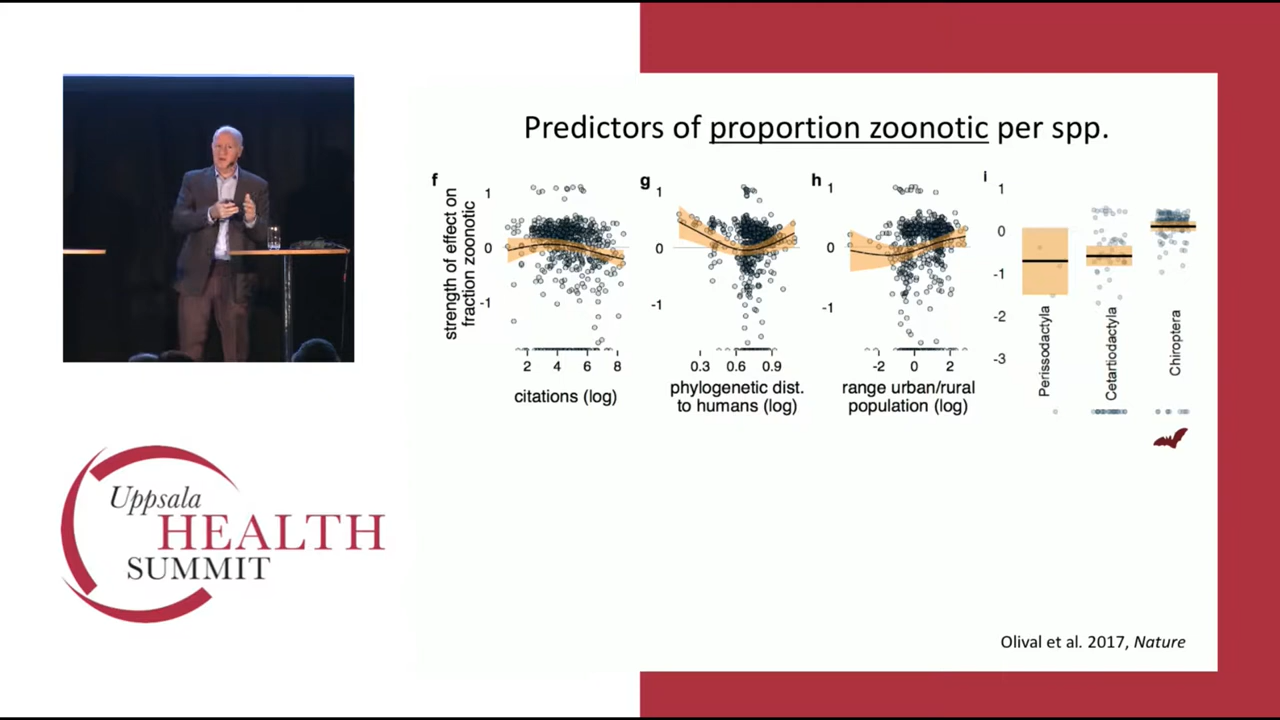 Predictors of proportion zoonotic per spp.
f
g
h
i
strength of effect on
fraction zoonotic
1
0
-1
2 4 6 8
citations (log)
1
0
-1
0.3 0.6 0.9
phylogenetic dist.
to humans (log)
1
0
-1
-2 0 2
range urban/rural
population (log)
1
0
-1
-2
-3
Perissodactyla
Cetartiodactyla
Chiroptera
Uppsala
HEALTH
SUMMIT
Olival et al. 2017, Nature